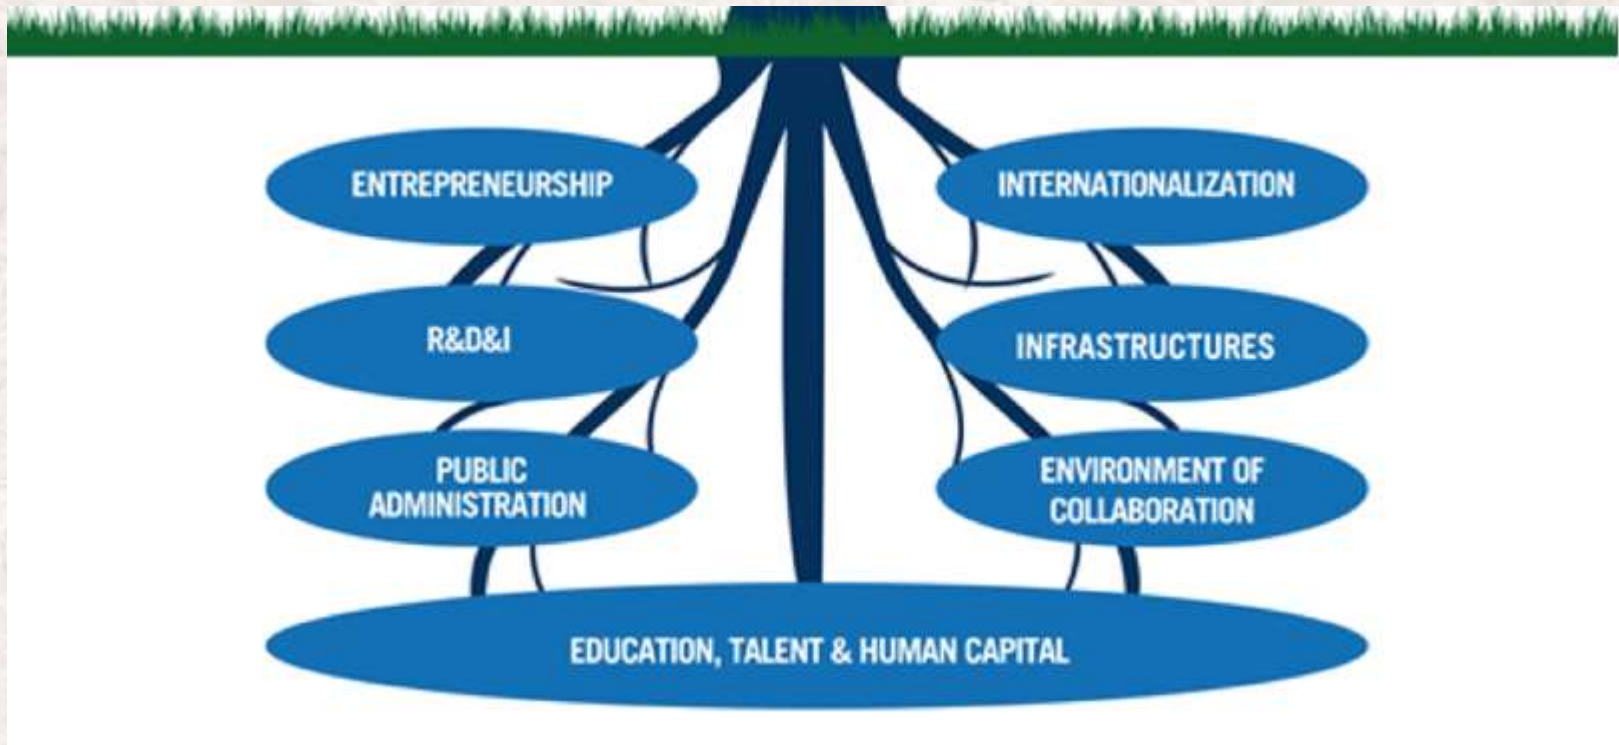 ENTREPRENEURSHIP
INTERNATIONALIZATION
R&D&I
INFRASTRUCTURES
PUBLIC
ADMINISTRATION
ENVIRONMENT OF
COLLABORATION
EDUCATION, TALENT & HUMAN CAPITAL